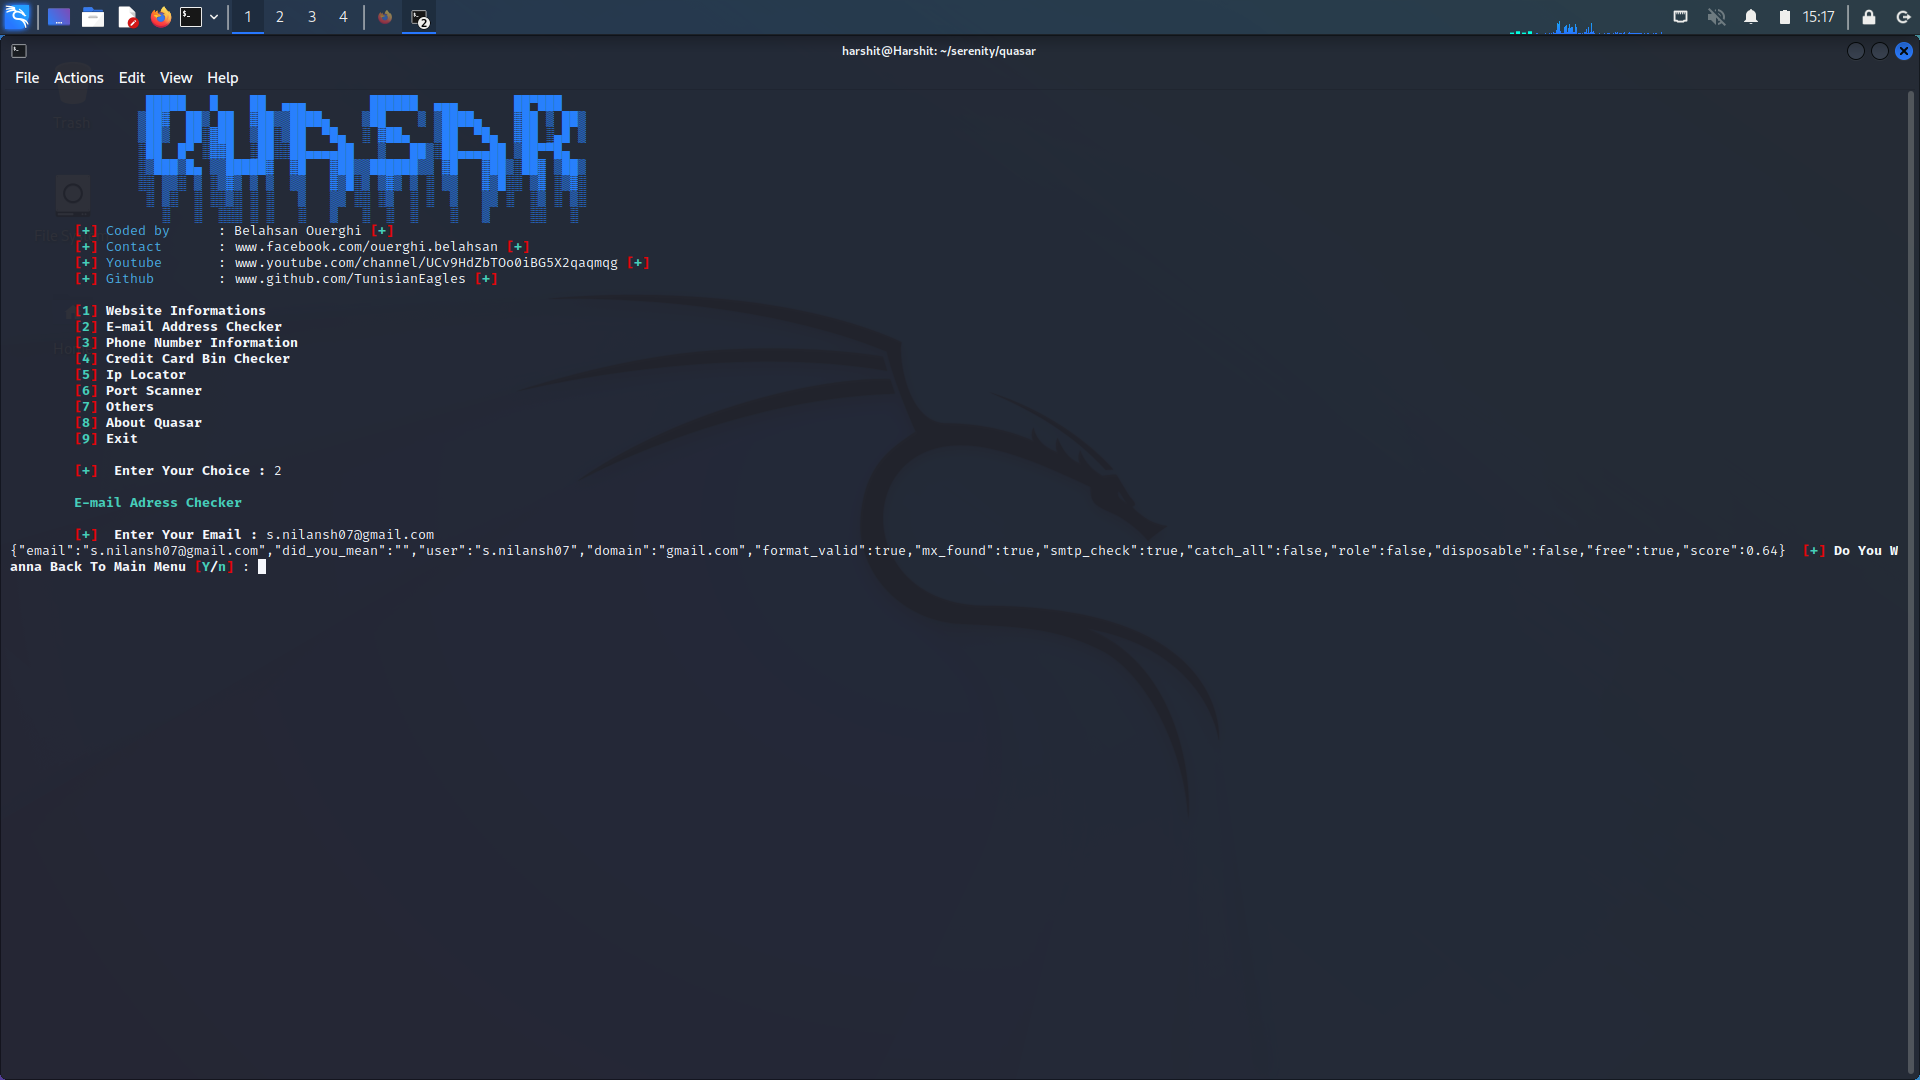 1 2 3 4 2 15:17
harshit@Harshit: ~/serenity/quasar
File Actions Edit View Help
Trash
QUASAR
[+] Coded by : Belahsan Ouerghi [+]
[+] Contact : www.facebook.com/ouerghi.belahsan [+]
[+] Youtube : www.youtube.com/channel/UCv9HdZbTOo0iBG5X2qaqmqg [+]
[+] Github : www.github.com/TunisianEagles [+]
[1] Website Informations
[2] E-mail Address Checker
[3] Phone Number Information
[4] Credit Card Bin Checker
[5] Ip Locator
[6] Port Scanner
[7] Others
[8] About Quasar
[9] Exit
[+] Enter Your Choice : 2
E-mail Adress Checker
[+] Enter Your Email : s.nilansh07@gmail.com
{"email":"s.nilansh07@gmail.com","did_you_mean":"","user":"s.nilansh07","domain":"gmail.com","format_valid":true,"mx_found":true,"smtp_check":true,"catch_all":false,"role":false,"disposable":false,"free":true,"score":0.64} [+] Do You W
anna Back To Main Menu [Y/n] :